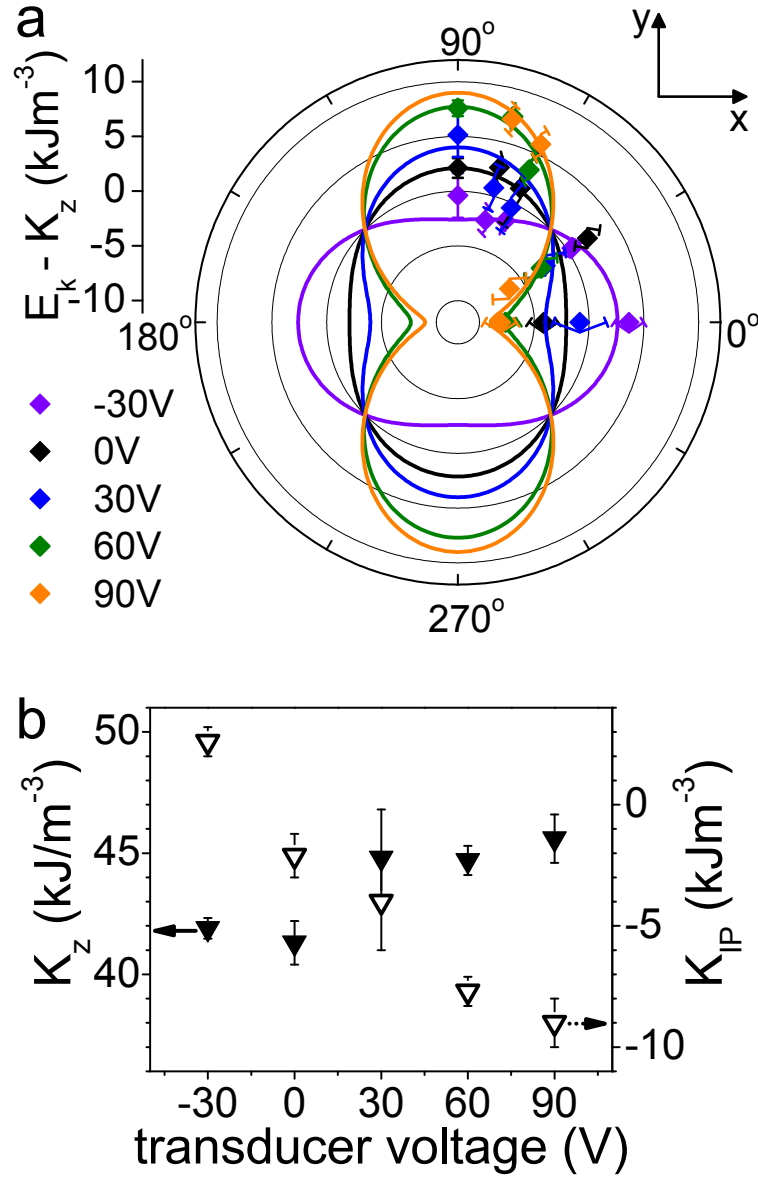 a
y
x
90°
10
5
0
-5
-10
E_k - K_z (kJm⁻³)
180°
0°
270°
-30V
0V
30V
60V
90V
b
50
45
40
K_z (kJ/m⁻³)
0
-5
-10
K_IP (kJm⁻³)
-30 0 30 60 90
transducer voltage (V)